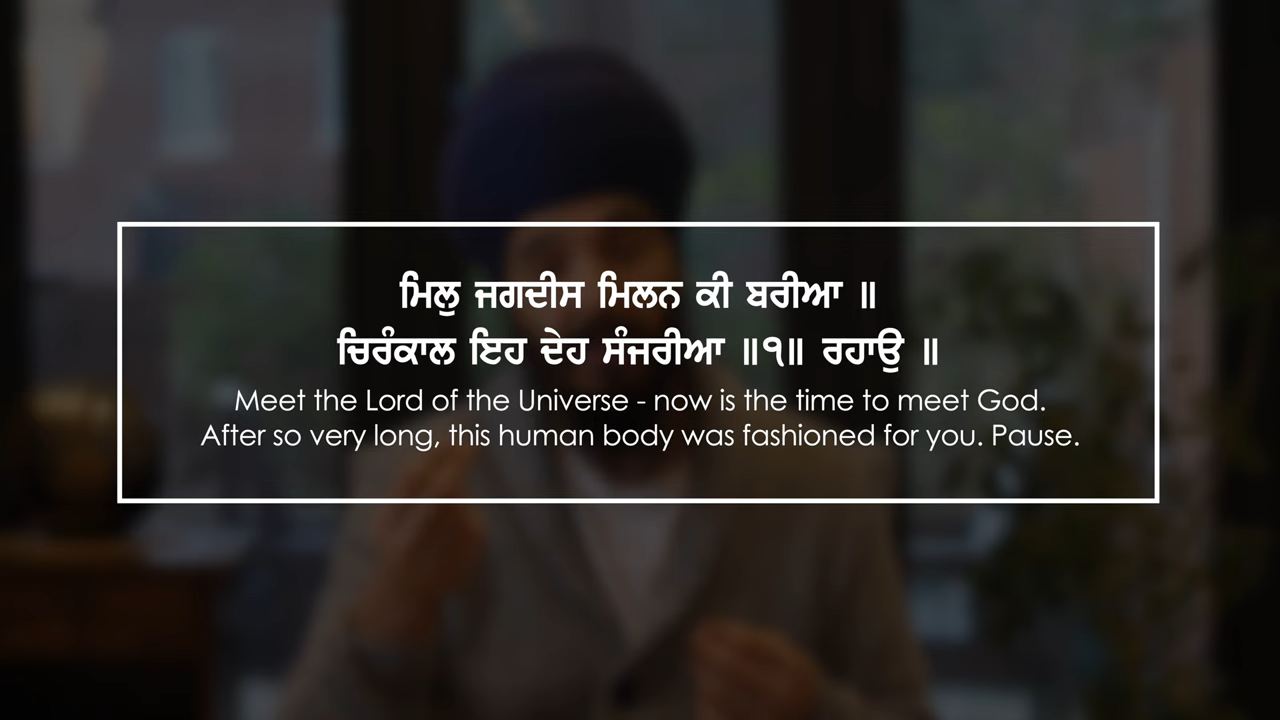 ਮਿਲੁ ਜਗਦੀਸ ਮਿਲਨ ਕੀ ਬਰੀਆ ॥
ਚਿਰੰਕਾਲ ਇਹ ਦੇਹ ਸੰਜਰੀਆ ॥੧॥ ਰਹਾਉ ॥
Meet the Lord of the Universe - now is the time to meet God.
After so very long, this human body was fashioned for you. Pause.